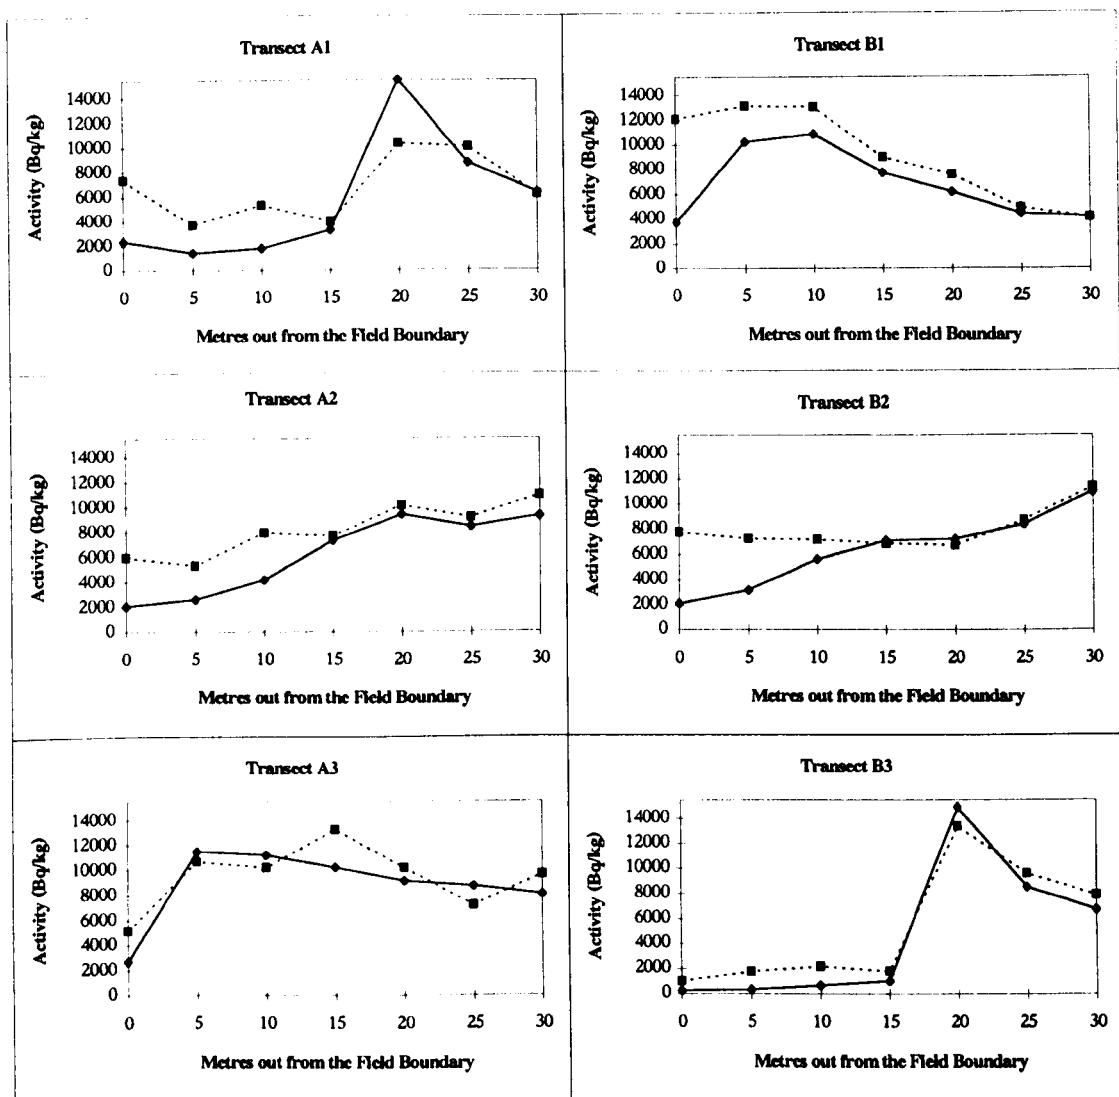 Transect A1
Activity (Bq/kg)
14000
12000
10000
8000
6000
4000
2000
0
0 5 10 15 20 25 30
Metres out from the Field Boundary
Transect B1
Activity (Bq/kg)
14000
12000
10000
8000
6000
4000
2000
0
0 5 10 15 20 25 30
Metres out from the Field Boundary
Transect A2
Activity (Bq/kg)
14000
12000
10000
8000
6000
4000
2000
0
0 5 10 15 20 25 30
Metres out from the Field Boundary
Transect B2
Activity (Bq/kg)
14000
12000
10000
8000
6000
4000
2000
0
0 5 10 15 20 25 30
Metres out from the Field Boundary
Transect A3
Activity (Bq/kg)
14000
12000
10000
8000
6000
4000
2000
0
0 5 10 15 20 25 30
Metres out from the Field Boundary
Transect B3
Activity (Bq/kg)
14000
12000
10000
8000
6000
4000
2000
0
0 5 10 15 20 25 30
Metres out from the Field Boundary